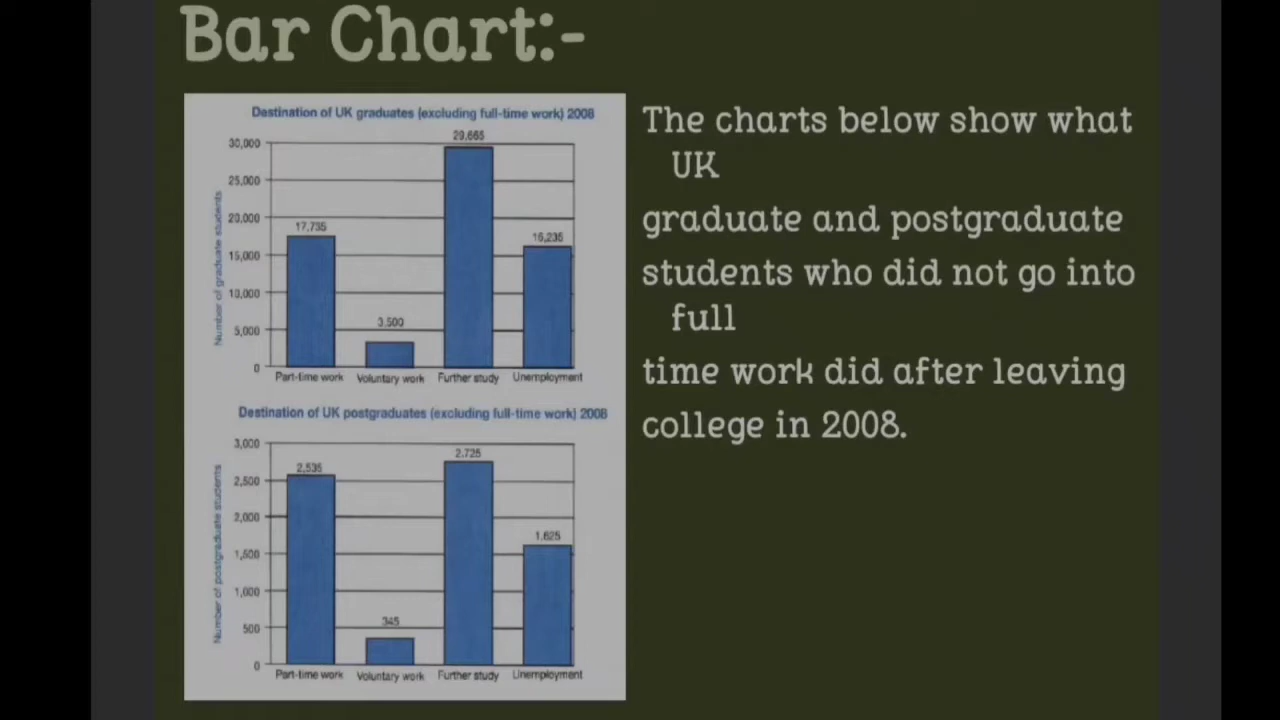 Bar Chart:-
Destination of UK graduates (excluding full-time work) 2008
Number of graduate students
30,000
25,000
20,000
15,000
10,000
5,000
0
17,735
3,500
29,665
16,235
Part-time work
Voluntary work
Further study
Unemployment
Destination of UK postgraduates (excluding full-time work) 2008
Number of postgraduate students
3,000
2,500
2,000
1,500
1,000
500
0
2,535
345
2,725
1,625
Part-time work
Voluntary work
Further study
Unemployment
The charts below show what
UK
graduate and postgraduate
students who did not go into
full
time work did after leaving
college in 2008.